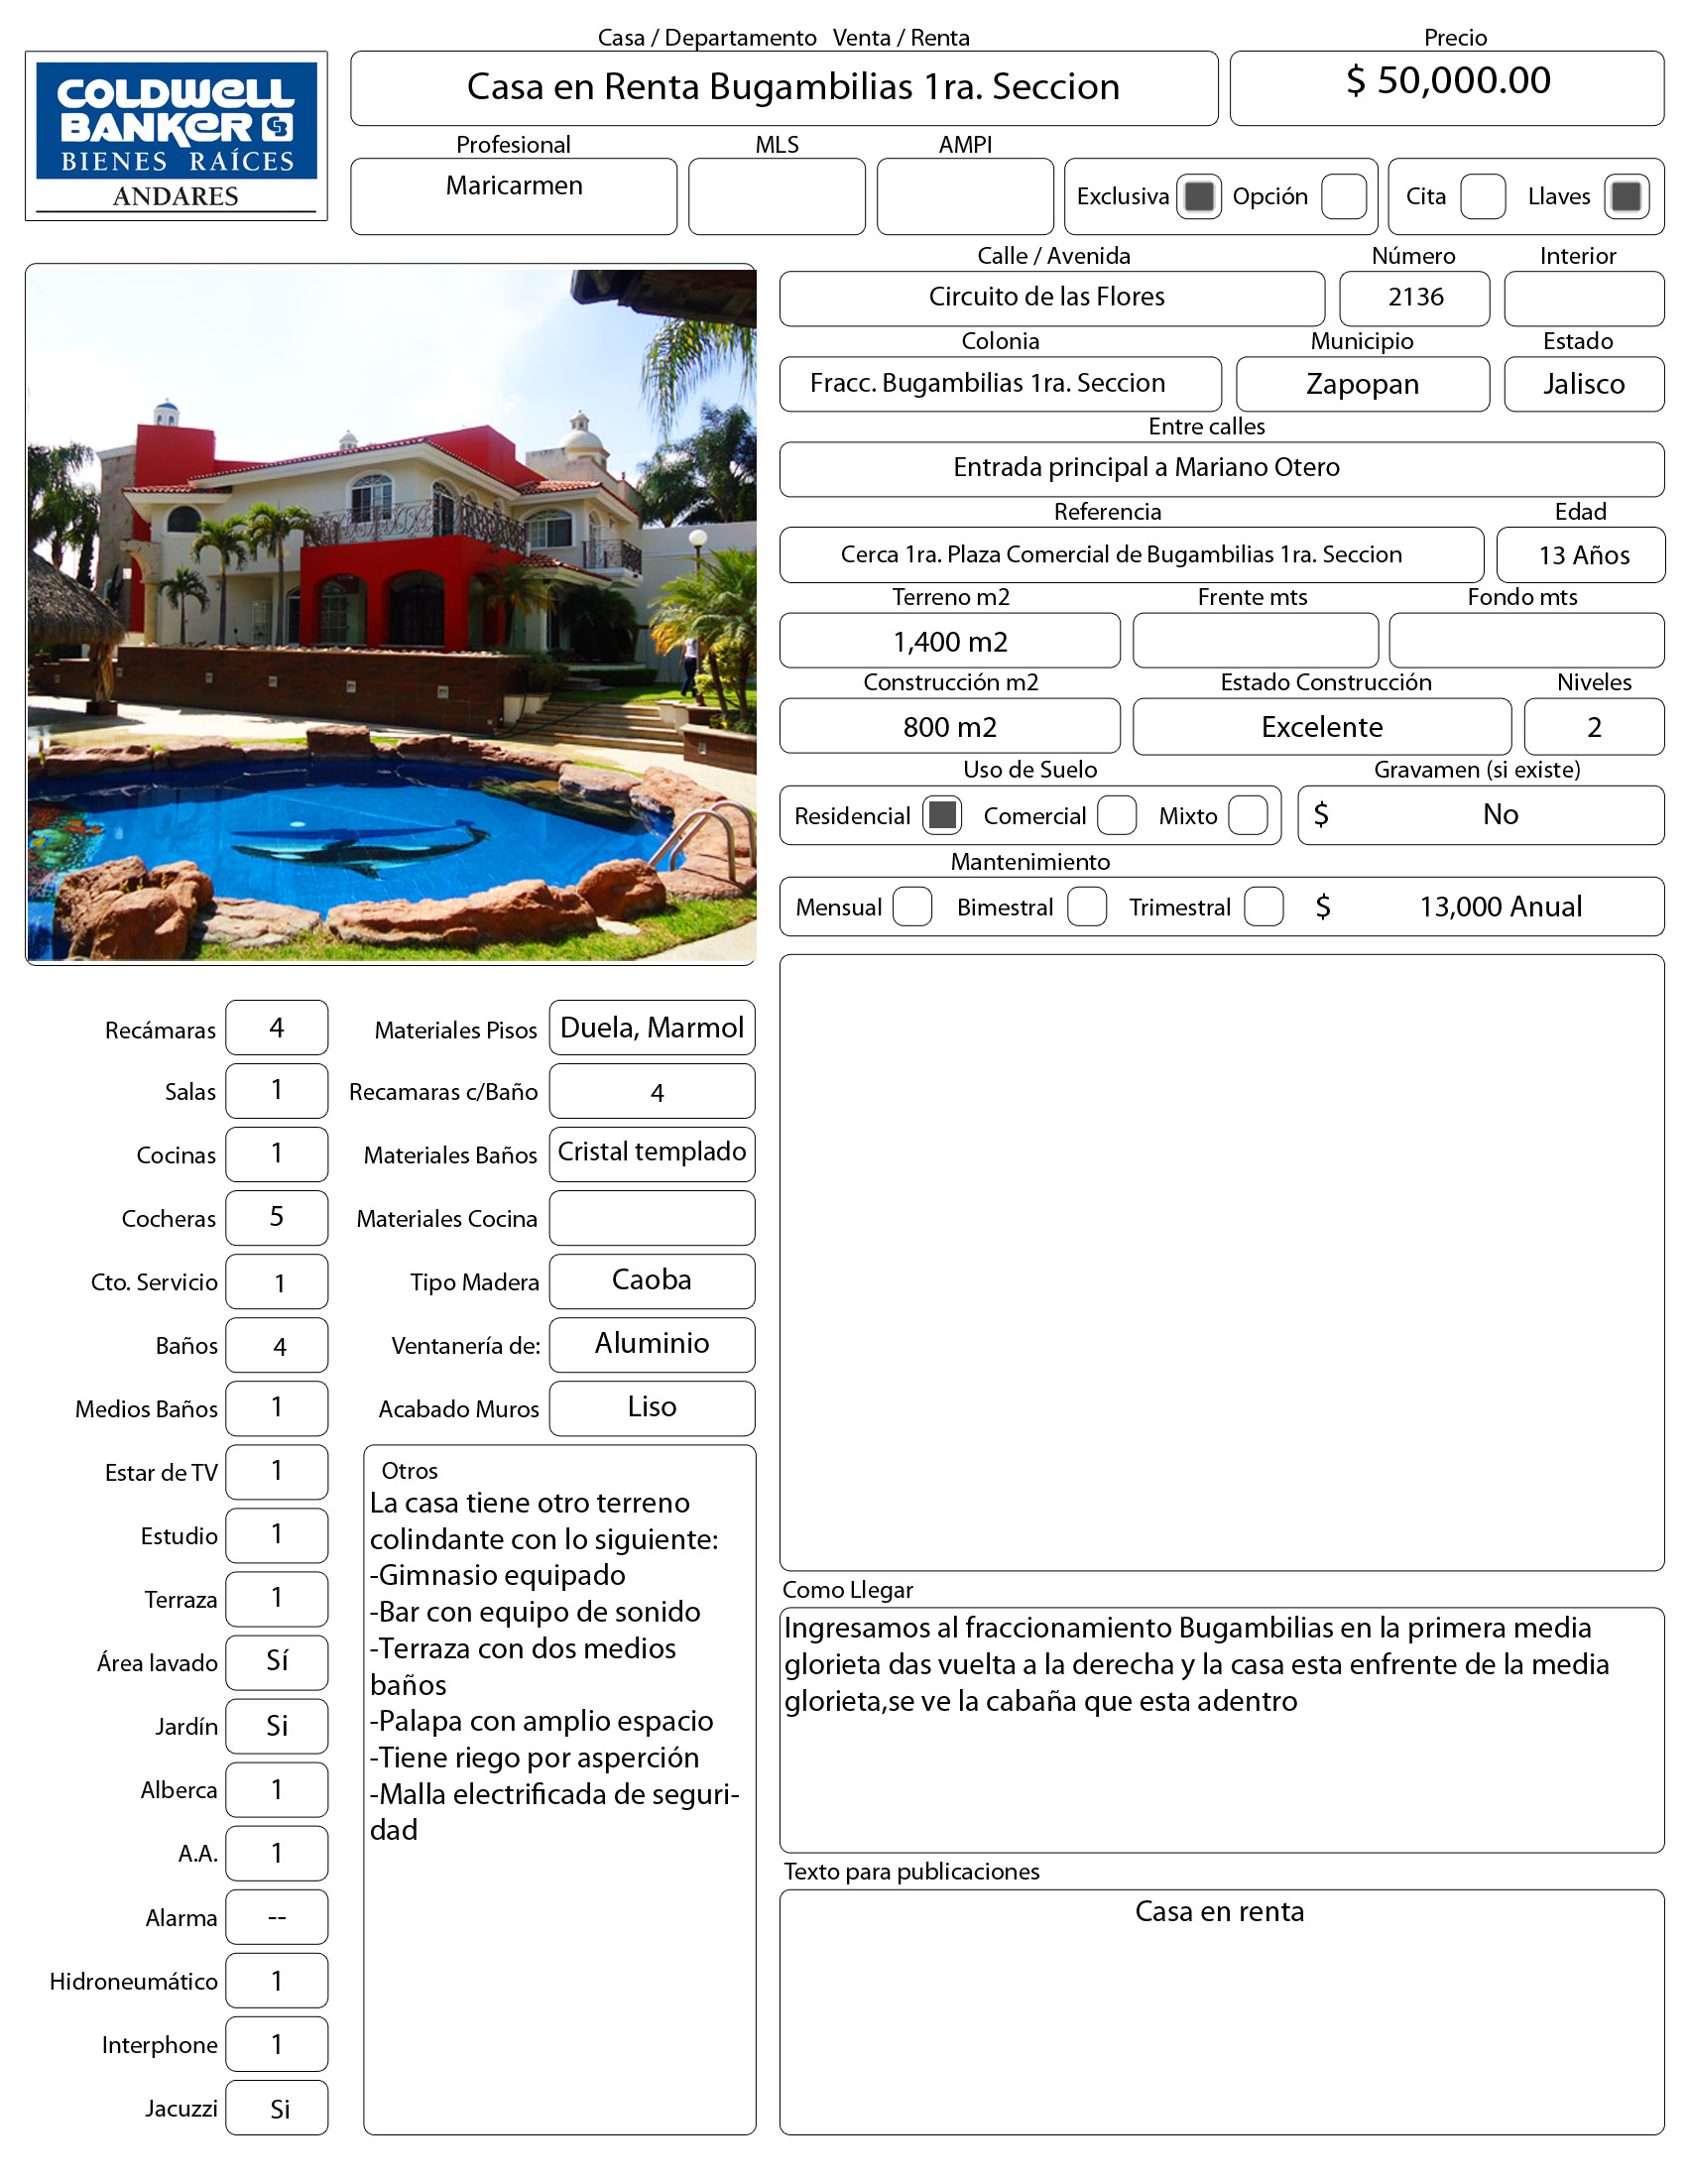 COLDWELL
BANKER CB
BIENES RAÍCES
ANDARES
Casa / Departamento Venta / Renta
Casa en Renta Bugambilias 1ra. Seccion
Precio
$ 50,000.00
Profesional
Maricarmen
MLS
AMPI
Exclusiva Opción
Cita Llaves
Calle / Avenida
Circuito de las Flores
Número
2136
Interior
Colonia
Fracc. Bugambilias 1ra. Seccion
Municipio
Zapopan
Estado
Jalisco
Entre calles
Entrada principal a Mariano Otero
Referencia
Cerca 1ra. Plaza Comercial de Bugambilias 1ra. Seccion
Edad
13 Años
Terreno m2
1,400 m2
Frente mts
Fondo mts
Construcción m2
800 m2
Estado Construcción
Excelente
Niveles
2
Uso de Suelo
Residencial Comercial Mixto
Gravamen (si existe)
$ No
Mantenimiento
Mensual Bimestral Trimestral $ 13,000 Anual
Recámaras 4
Salas 1
Cocinas 1
Cocheras 5
Cto. Servicio 1
Baños 4
Medios Baños 1
Estar de TV 1
Estudio 1
Terraza 1
Área lavado Sí
Jardín Si
Alberca 1
A.A. 1
Alarma --
Hidroneumático 1
Interphone 1
Jacuzzi Si
Materiales Pisos Duela, Marmol
Recamaras c/Baño 4
Materiales Baños Cristal templado
Materiales Cocina
Tipo Madera Caoba
Ventanería de: Aluminio
Acabado Muros Liso
Otros
La casa tiene otro terreno
colindante con lo siguiente:
-Gimnasio equipado
-Bar con equipo de sonido
-Terraza con dos medios
baños
-Palapa con amplio espacio
-Tiene riego por asperción
-Malla electrificada de seguri-
dad
Como Llegar
Ingresamos al fraccionamiento Bugambilias en la primera media
glorieta das vuelta a la derecha y la casa esta enfrente de la media
glorieta,se ve la cabaña que esta adentro
Texto para publicaciones
Casa en renta